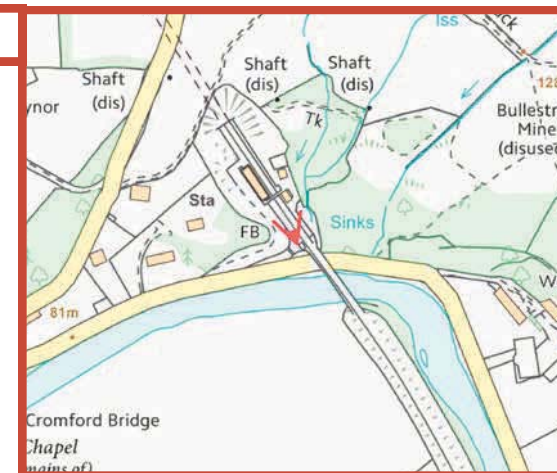 Iss
Shaft
(dis)
Shaft
(dis)
Shaft
(dis)
Tk
Bullestr
Mine
(disuse
ynor
Sta
FB
Sinks
81m
W
Cromford Bridge
Chapel